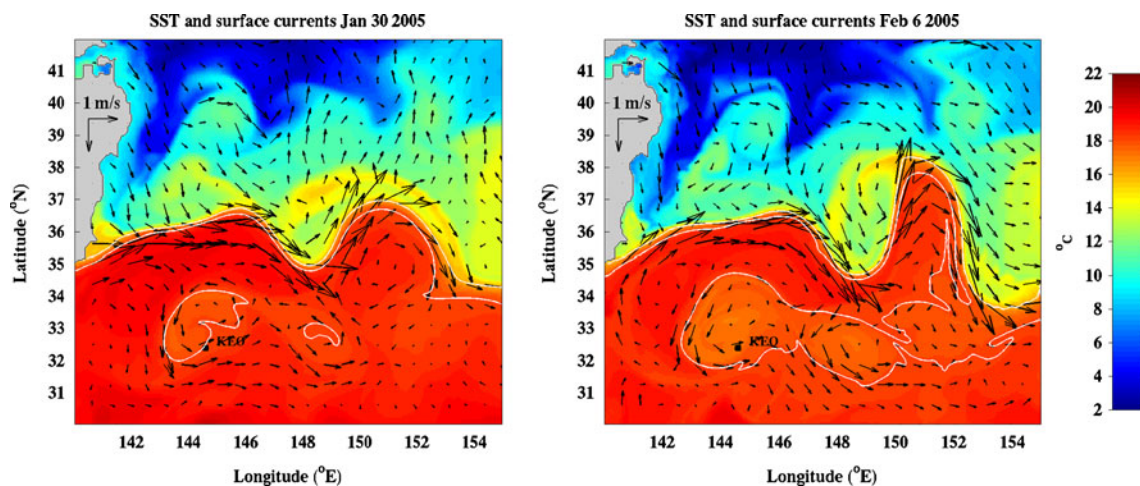 SST and surface currents Jan 30 2005
41
40
39
38
37
36
35
34
33
32
31
Latitude (°N)
1 m/s
KEO
142 144 146 148 150 152 154
Longitude (°E)
SST and surface currents Feb 6 2005
41
40
39
38
37
36
35
34
33
32
31
Latitude (°N)
1 m/s
KEO
142 144 146 148 150 152 154
Longitude (°E)
°C
22
20
18
16
14
12
10
8
6
4
2